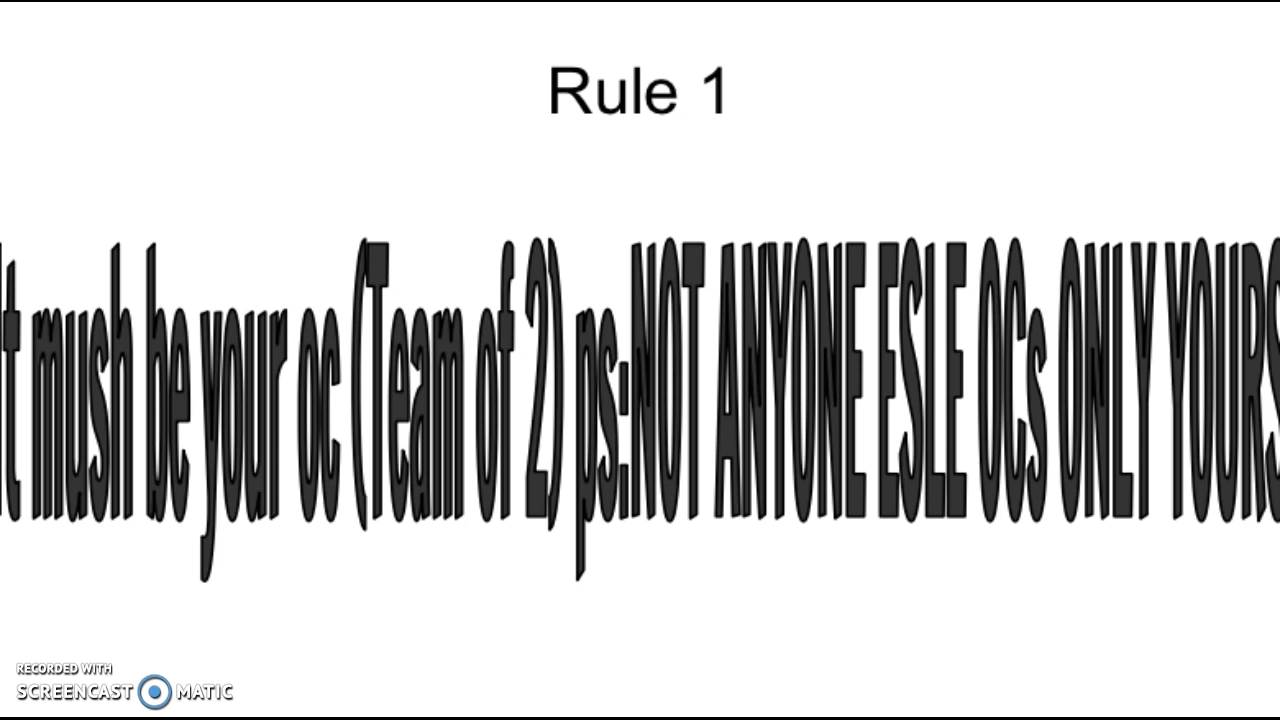 Rule 1
It mush be your oc (Team of 2) ps:NOT ANYONE ESLE OCs ONLY YOURS
RECORDED WITH
SCREENCAST MATIC